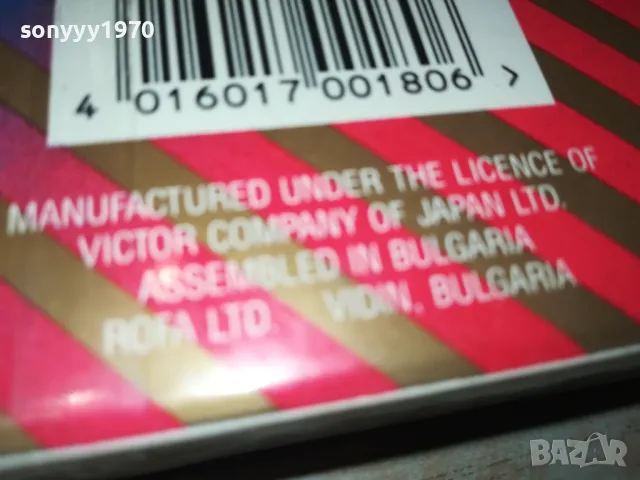 sonyyy1970
4 016017 001806 >
MANUFACTURED UNDER THE LICENCE OF
VICTOR COMPANY OF JAPAN LTD.
ASSEMBLED IN BULGARIA
ROFA LTD. VIDIN, BULGARIA
BAZAR